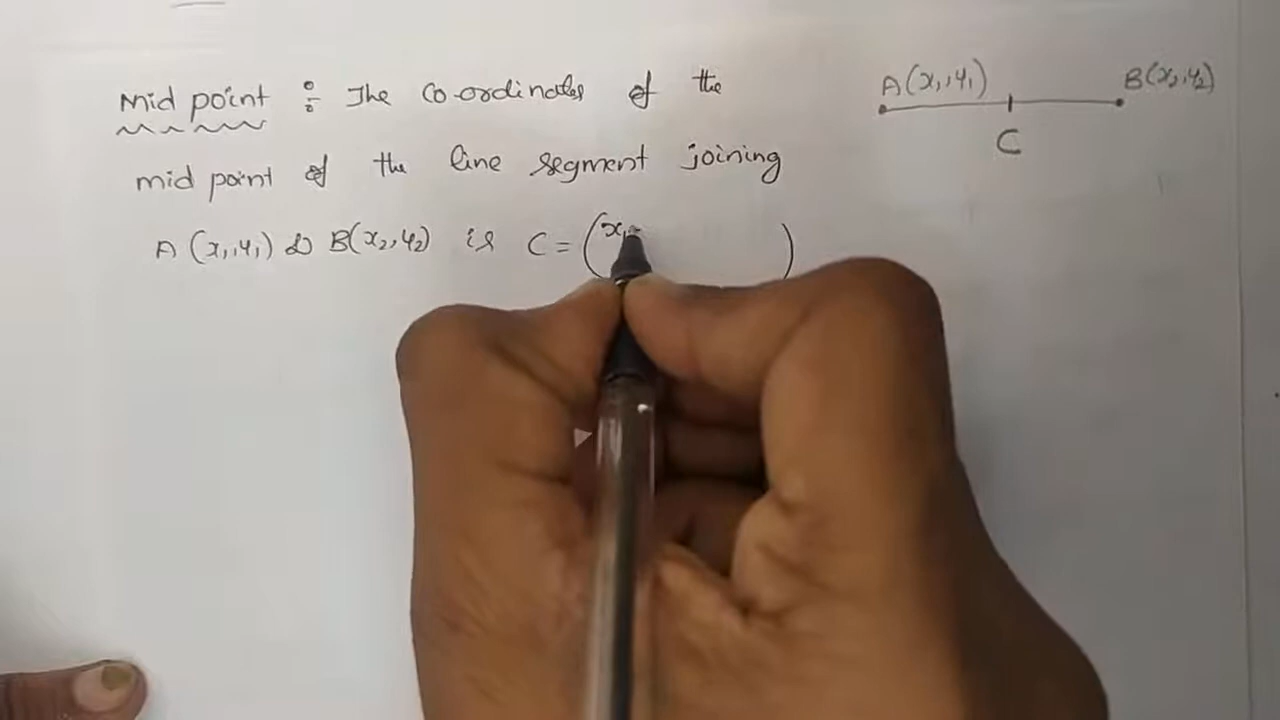 Mid point : The Co-ordinates of the
mid point of the line segment joining
A (x₁, y₁) & B(x₂, y₂) is C = (x₁ )
A(x₁, y₁)
B(x₂, y₂)
C